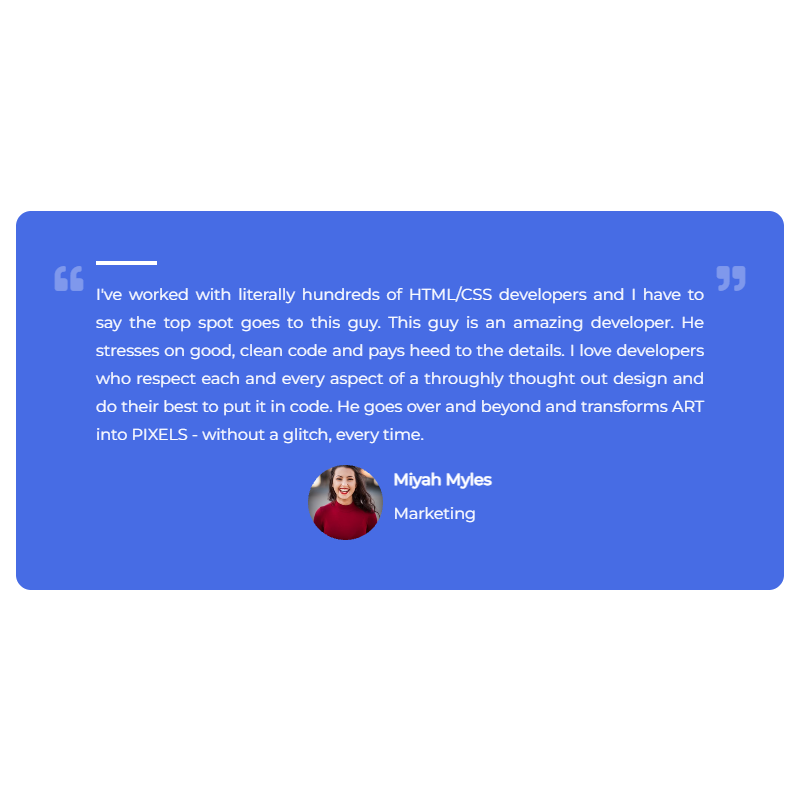 I've worked with literally hundreds of HTML/CSS developers and I have to
say the top spot goes to this guy. This guy is an amazing developer. He
stresses on good, clean code and pays heed to the details. I love developers
who respect each and every aspect of a throughly thought out design and
do their best to put it in code. He goes over and beyond and transforms ART
into PIXELS - without a glitch, every time.
Miyah Myles
Marketing